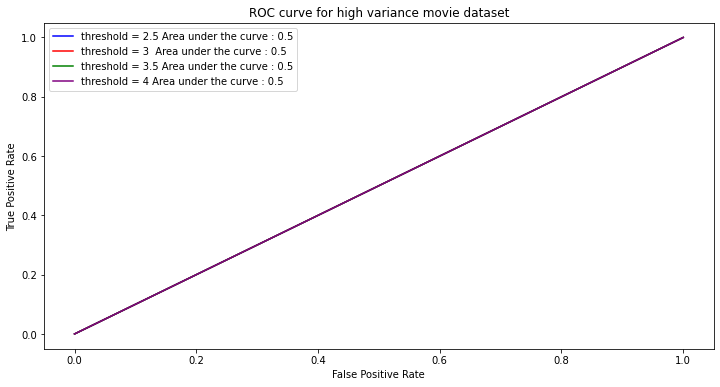 ROC curve for high variance movie dataset
threshold = 2.5 Area under the curve : 0.5
threshold = 3  Area under the curve : 0.5
threshold = 3.5 Area under the curve : 0.5
threshold = 4 Area under the curve : 0.5
True Positive Rate
1.0
0.8
0.6
0.4
0.2
0.0
0.0 0.2 0.4 0.6 0.8 1.0
False Positive Rate